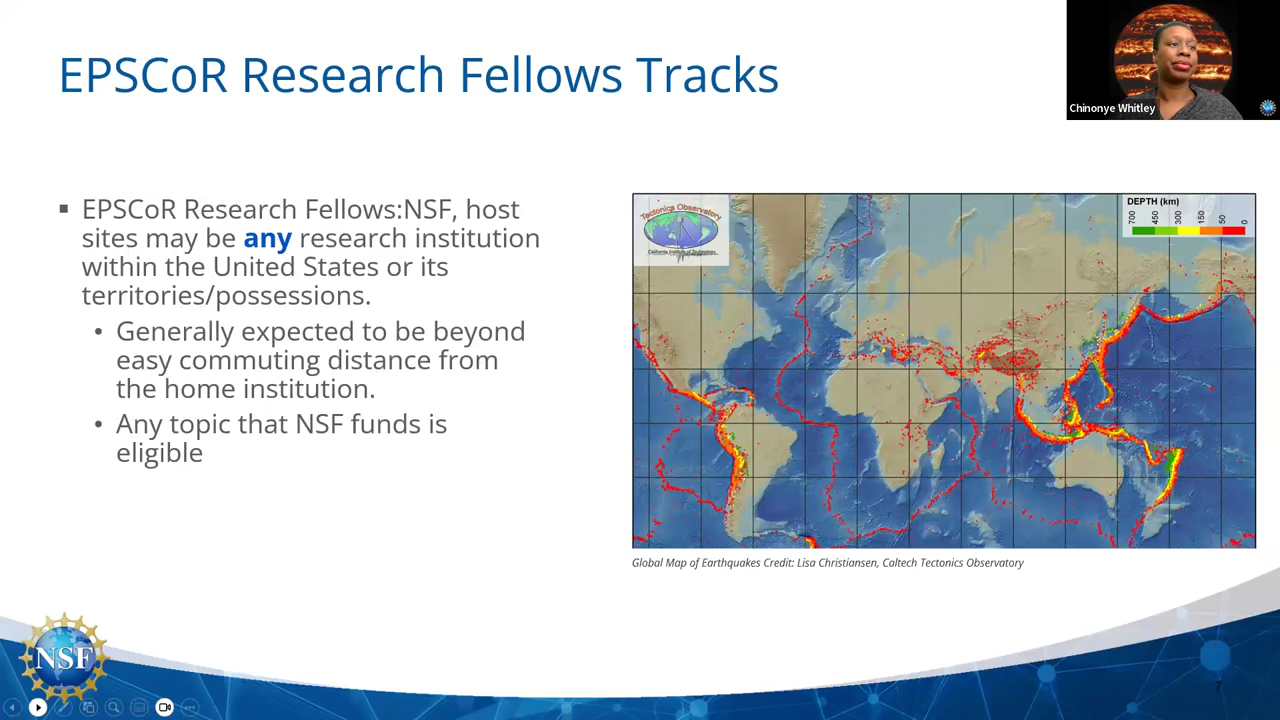 EPSCoR Research Fellows Tracks
Chinonye Whitley
▪ EPSCoR Research Fellows:NSF, host
sites may be any research institution
within the United States or its
territories/possessions.
• Generally expected to be beyond
easy commuting distance from
the home institution.
• Any topic that NSF funds is
eligible
Tectonics Observatory
California Institute of Technology
DEPTH (km)
700 450 300 150 50 0
Global Map of Earthquakes Credit: Lisa Christiansen, Caltech Tectonics Observatory
NSF
7